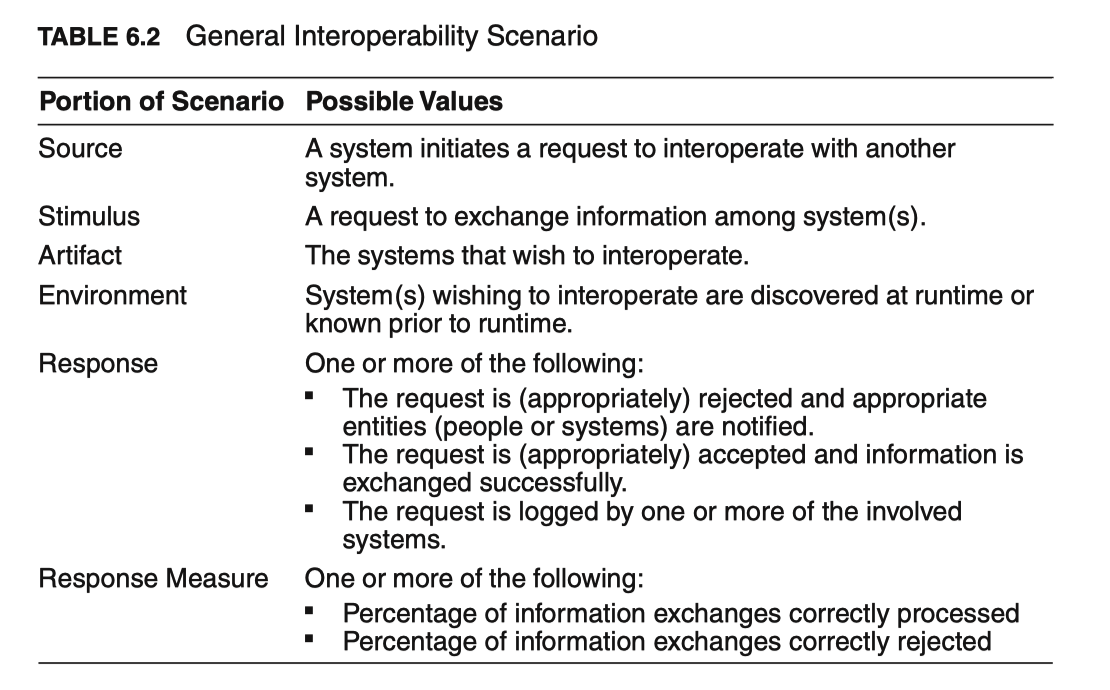 TABLE 6.2 General Interoperability Scenario
Portion of Scenario Possible Values
Source A system initiates a request to interoperate with another
system.
Stimulus A request to exchange information among system(s).
Artifact The systems that wish to interoperate.
Environment System(s) wishing to interoperate are discovered at runtime or
known prior to runtime.
Response One or more of the following:
▪ The request is (appropriately) rejected and appropriate
entities (people or systems) are notified.
▪ The request is (appropriately) accepted and information is
exchanged successfully.
▪ The request is logged by one or more of the involved
systems.
Response Measure One or more of the following:
▪ Percentage of information exchanges correctly processed
▪ Percentage of information exchanges correctly rejected